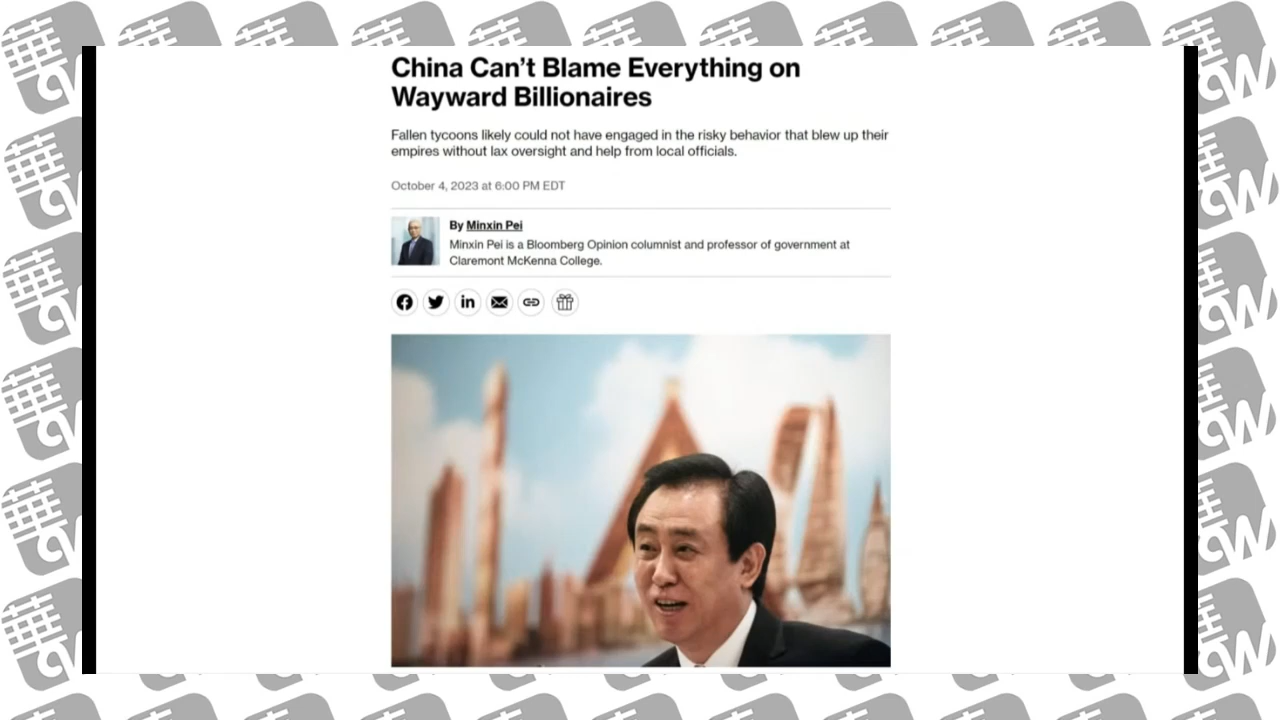 China Can't Blame Everything on
Wayward Billionaires
Fallen tycoons likely could not have engaged in the risky behavior that blew up their
empires without lax oversight and help from local officials.
October 4, 2023 at 6:00 PM EDT
By Minxin Pei
Minxin Pei is a Bloomberg Opinion columnist and professor of government at
Claremont McKenna College.